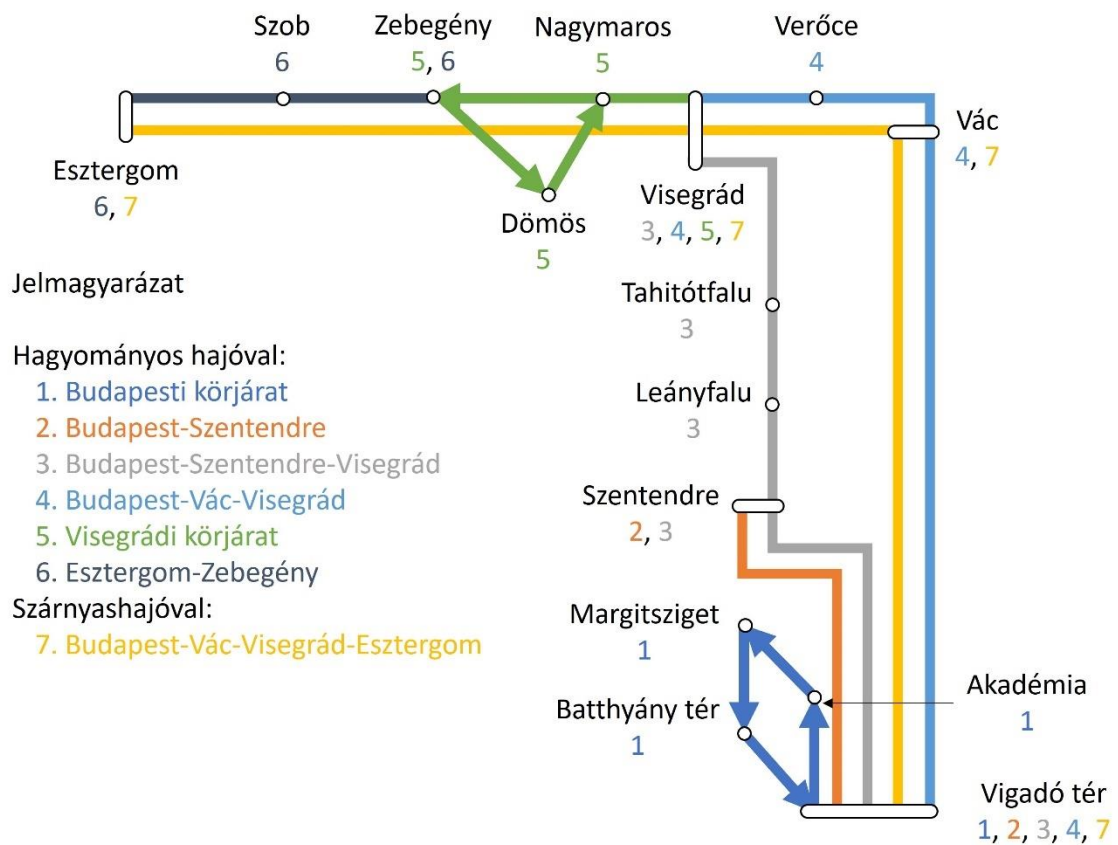 Szob
6
Zebegény
5, 6
Nagymaros
5
Verőce
4
Vác
4, 7
Esztergom
6, 7
Dömös
5
Visegrád
3, 4, 5, 7
Jelmagyarázat
Tahitótfalu
3
Hagyományos hajóval:
1. Budapesti körjárat
2. Budapest-Szentendre
3. Budapest-Szentendre-Visegrád
4. Budapest-Vác-Visegrád
5. Visegrádi körjárat
6. Esztergom-Zebegény
Szárnyashajóval:
7. Budapest-Vác-Visegrád-Esztergom
Leányfalu
3
Szentendre
2, 3
Margitsziget
1
Batthyány tér
1
Akadémia
1
Vigadó tér
1, 2, 3, 4, 7